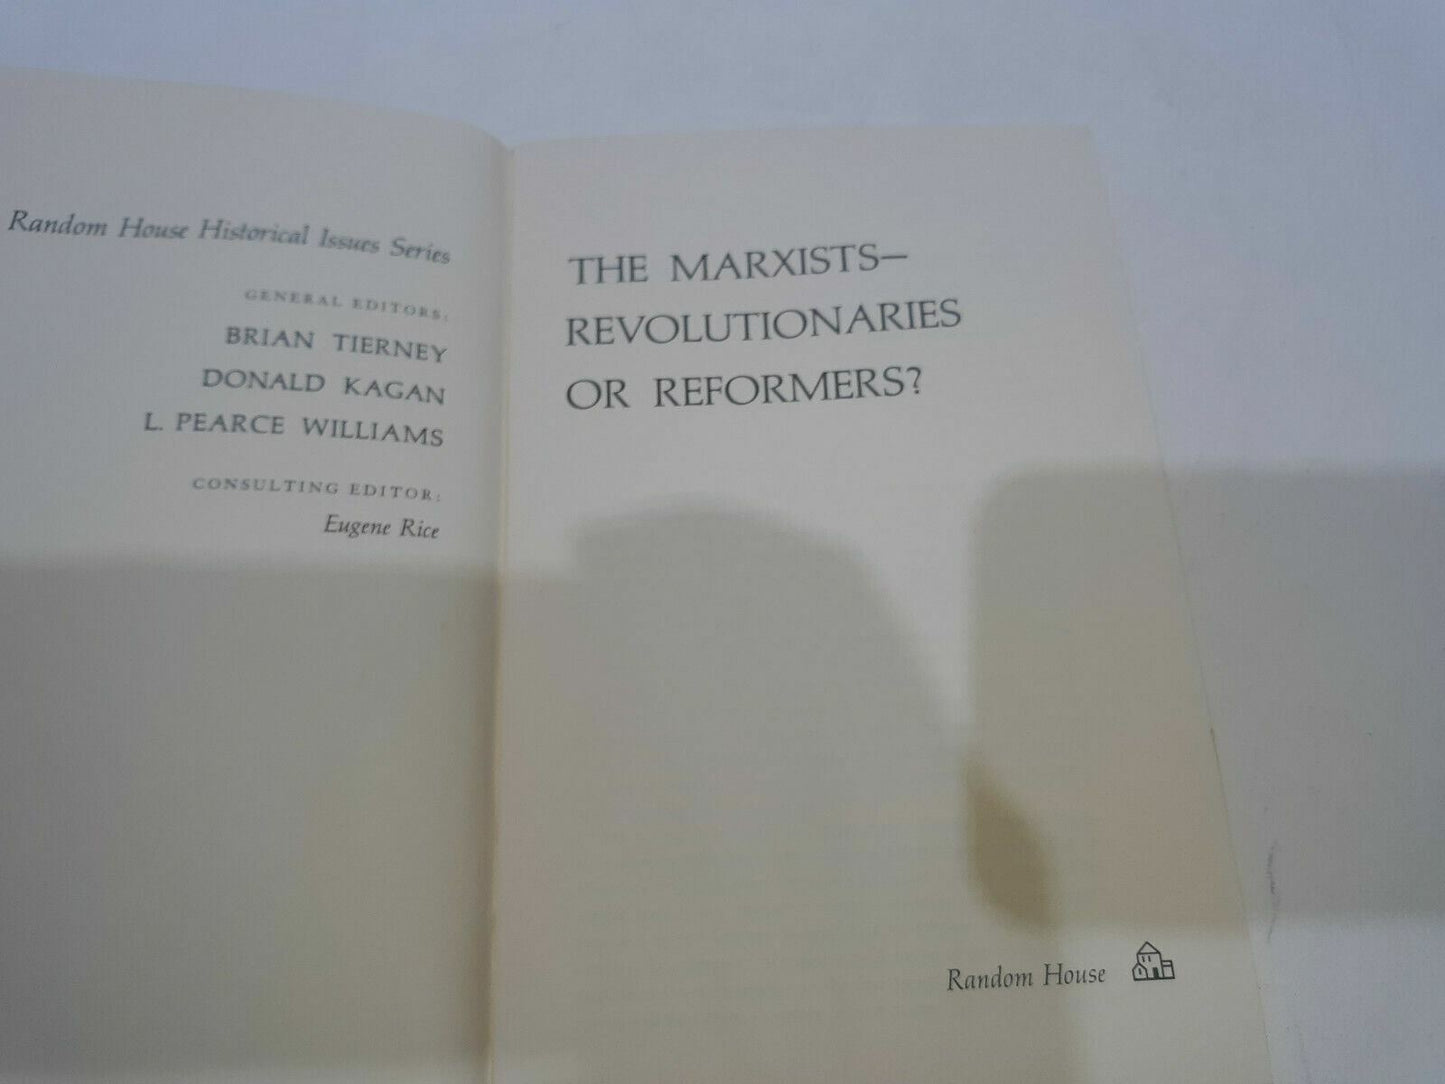 Random House Historical Issues Series
GENERAL EDITORS:
BRIAN TIERNEY
DONALD KAGAN
L. PEARCE WILLIAMS
CONSULTING EDITOR:
Eugene Rice
THE MARXISTS—
REVOLUTIONARIES
OR REFORMERS?
Random House